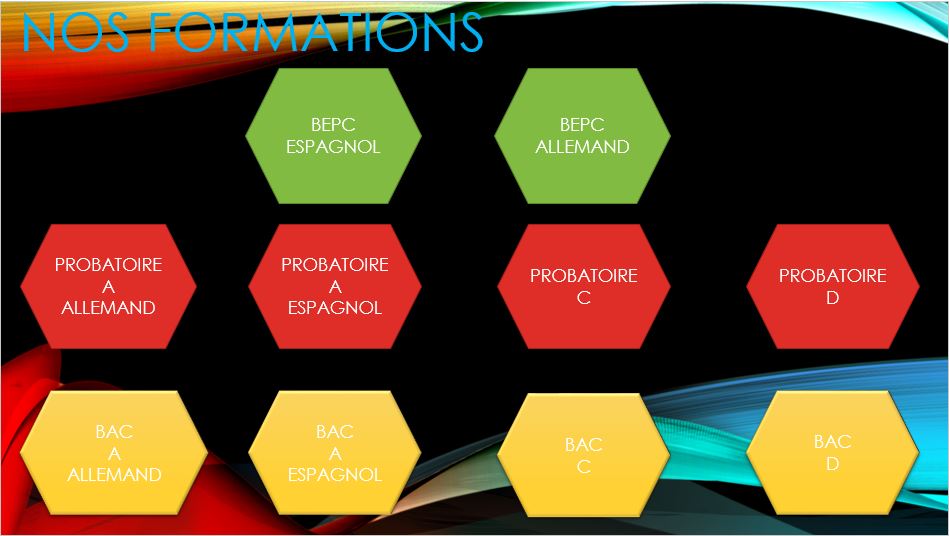 NOS FORMATIONS
BEPC
ESPAGNOL
BEPC
ALLEMAND
PROBATOIRE
A
ALLEMAND
PROBATOIRE
A
ESPAGNOL
PROBATOIRE
C
PROBATOIRE
D
BAC
A
ALLEMAND
BAC
A
ESPAGNOL
BAC
C
BAC
D